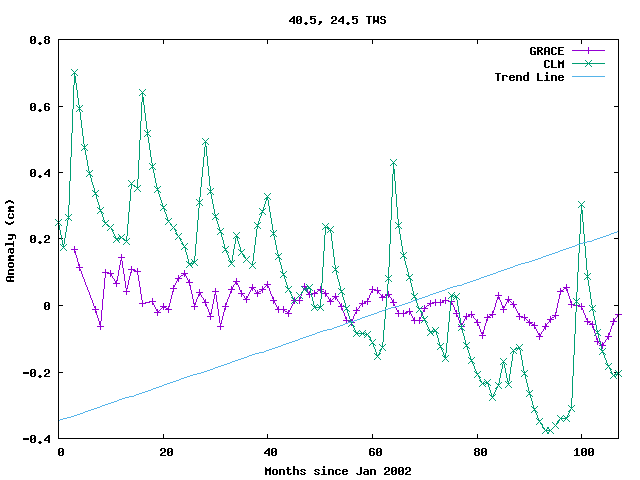 40.5, 24.5 TWS
GRACE
CLM
Trend Line
0.8
0.6
0.4
0.2
0
-0.2
-0.4
Anomaly (cm)
0 20 40 60 80 100
Months since Jan 2002